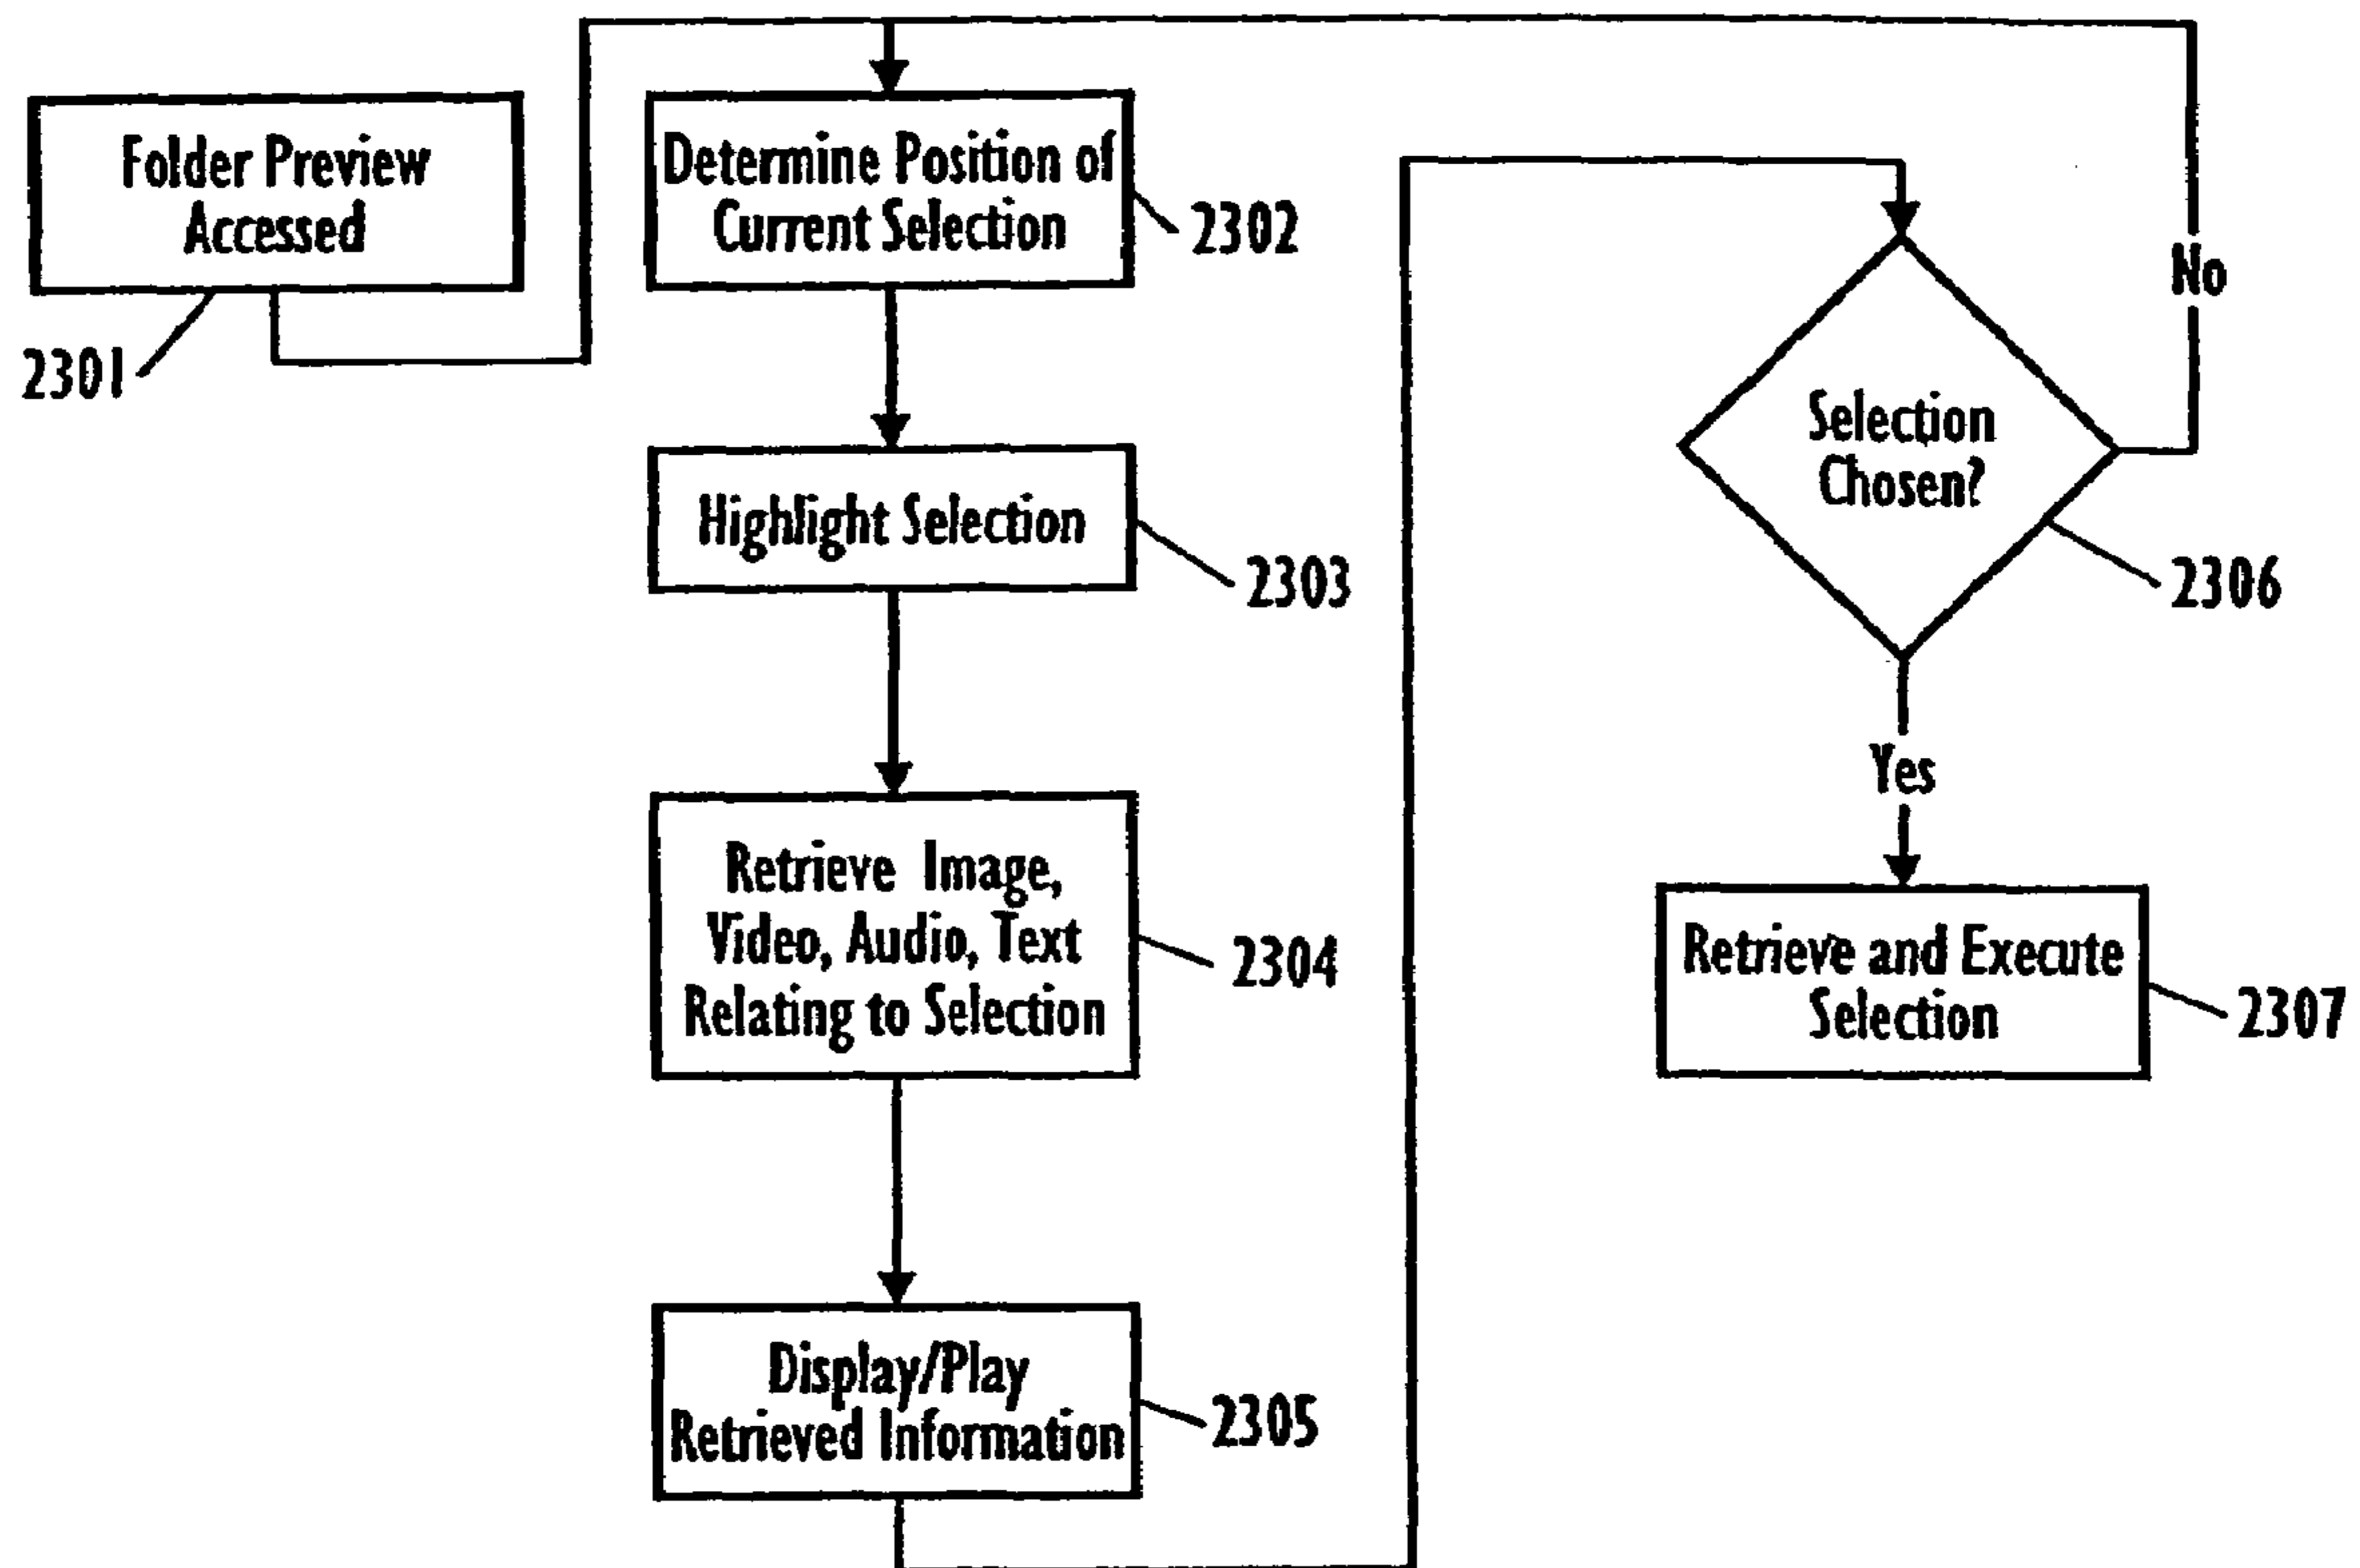 Folder Preview
Accessed
2301
Determine Position of
Current Selection
2302
Highlight Selection
2303
Retrieve Image,
Video, Audio, Text
Relating to Selection
2304
Display/Play
Retrieved Information
2305
Selection
Chosen?
2306
No
Yes
Retrieve and Execute
Selection
2307